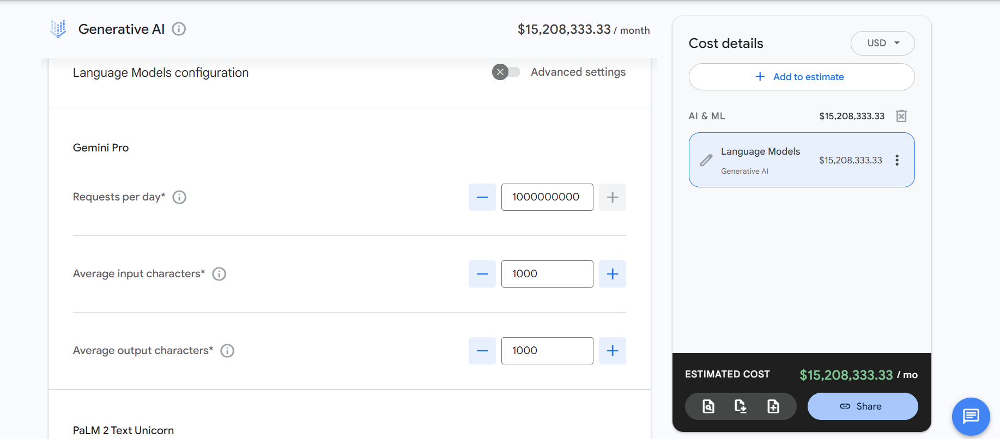 Generative AI
$15,208,333.33 / month
Language Models configuration
Advanced settings
Gemini Pro
Requests per day*
1000000000
Average input characters*
1000
Average output characters*
1000
PaLM 2 Text Unicorn
Cost details
USD
Add to estimate
AI & ML
$15,208,333.33
Language Models
$15,208,333.33
Generative AI
ESTIMATED COST
$15,208,333.33 / mo
Share